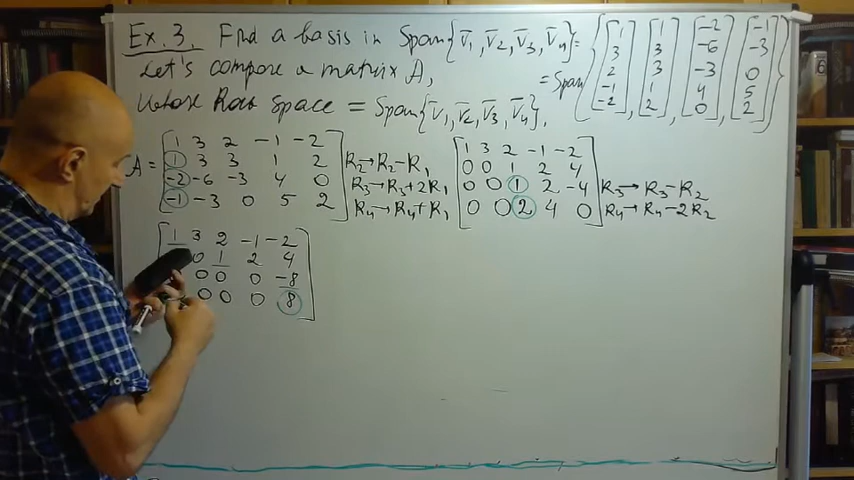 Ex. 3. Find a basis in Span{v̄₁, v̄₂, v̄₃, v̄₄}=
Let's compose a matrix A,
= Span{[1 3 2 -1 -2], [1 3 3 1 2], [-2 -6 -3 4 0], [-1 -3 0 5 2]}
whose Row Space = Span{v̄₁, v̄₂, v̄₃, v̄₄}.
A = [1 3 2 -1 -2
1 3 3 1 2 R₂→R₂-R₁
-2 -6 -3 4 0 R₃→R₃+2R₁
-1 -3 0 5 2] R₄→R₄+R₁
[1 3 2 -1 -2
0 0 1 2 4
0 0 1 2 -4 R₃→R₃-R₂
0 0 2 4 0] R₄→R₄-2R₂
[1 3 2 -1 -2
0 1 2 4
0 0 0 -8
0 0 0 8]